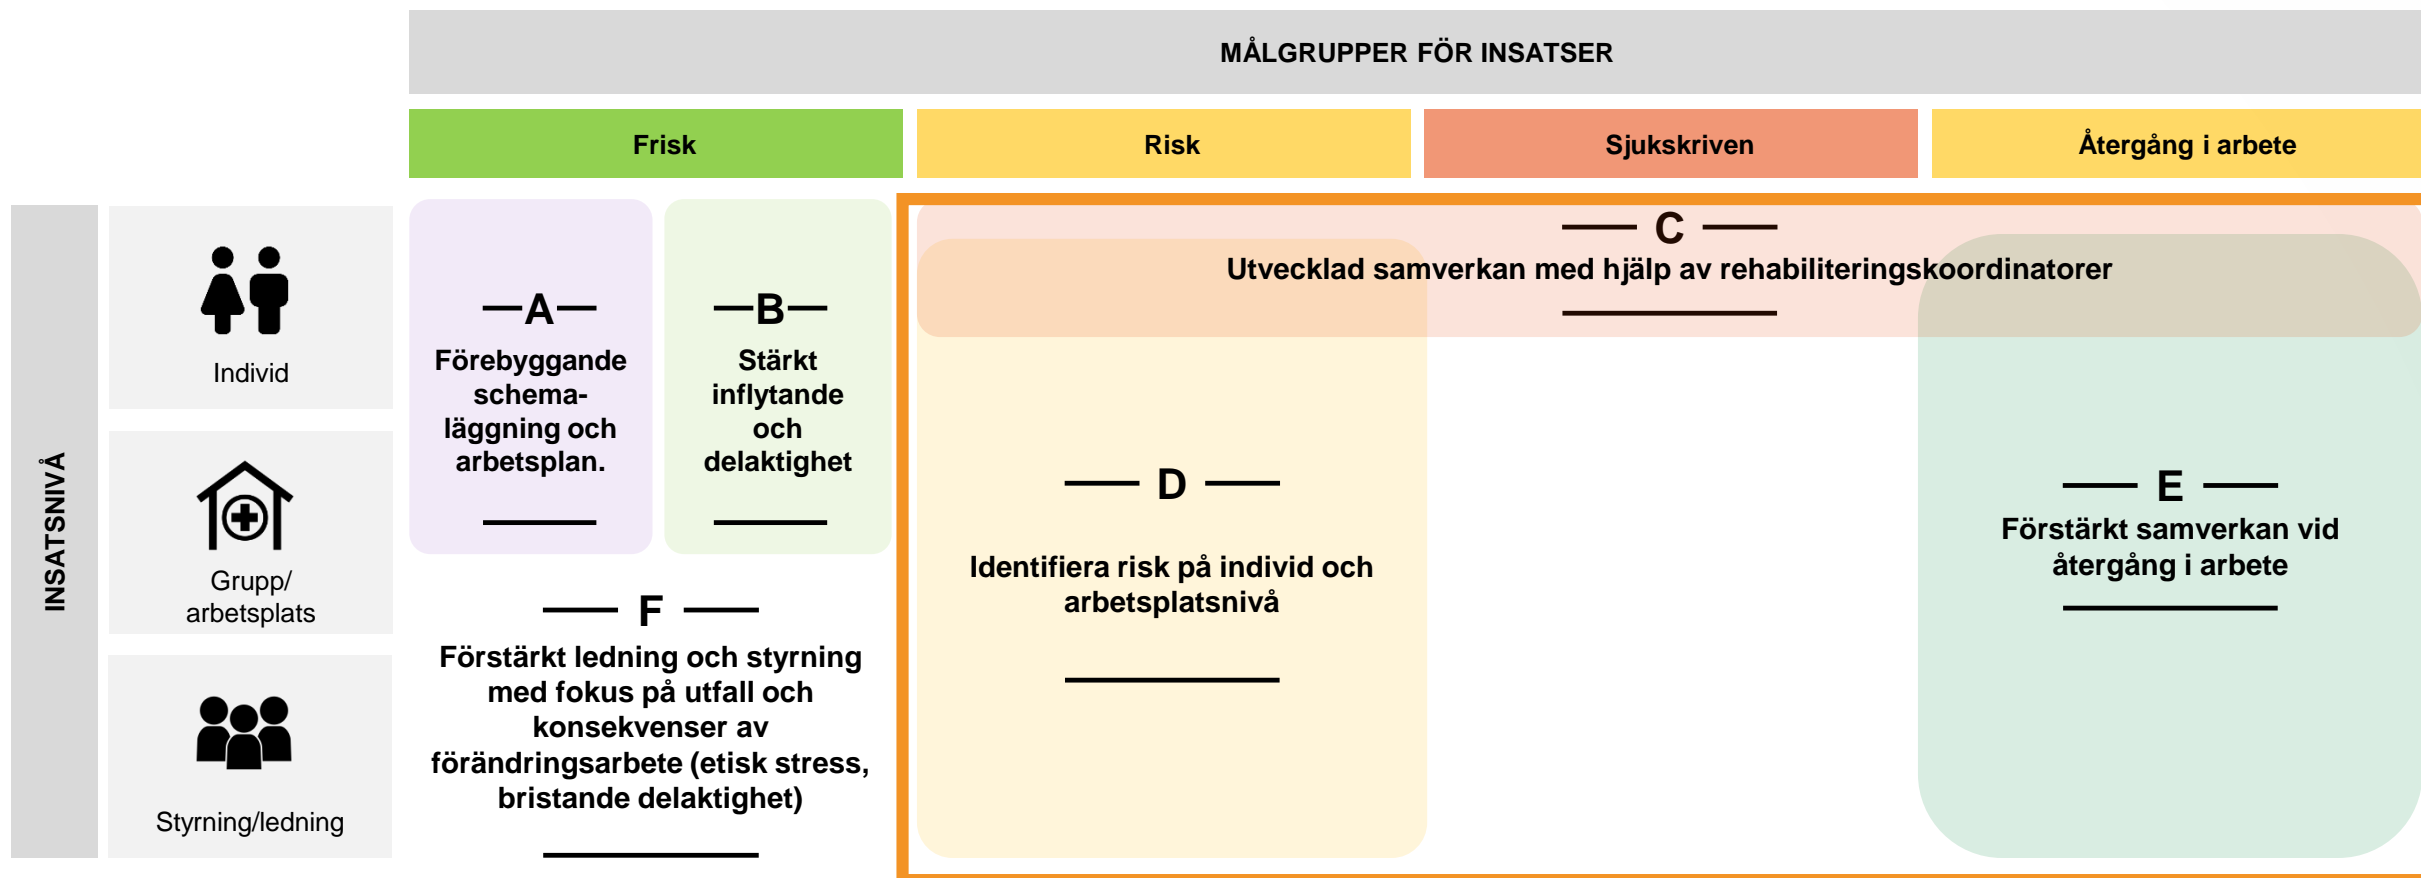 MÅLGRUPPER FÖR INSATSER
Frisk
Risk
Sjukskriven
Återgång i arbete
INSATSNIVÅ
Individ
Grupp/
arbetsplats
Styrning/ledning
A
Förebyggande
schema-
läggning och
arbetsplan.
B
Stärkt
inflytande
och
delaktighet
C
Utvecklad samverkan med hjälp av rehabiliteringskoordinatorer
D
Identifiera risk på individ och
arbetsplatsnivå
E
Förstärkt samverkan vid
återgång i arbete
F
Förstärkt ledning och styrning
med fokus på utfall och
konsekvenser av
förändringsarbete (etisk stress,
bristande delaktighet)